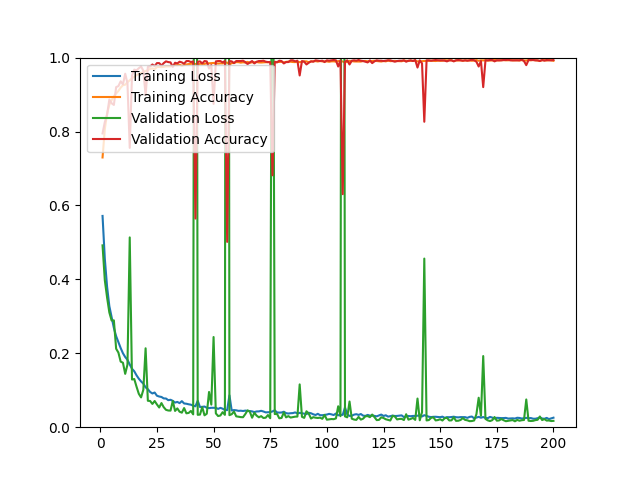 1.0
0.8
0.6
0.4
0.2
0.0
Training Loss
Training Accuracy
Validation Loss
Validation Accuracy
0 25 50 75 100 125 150 175 200